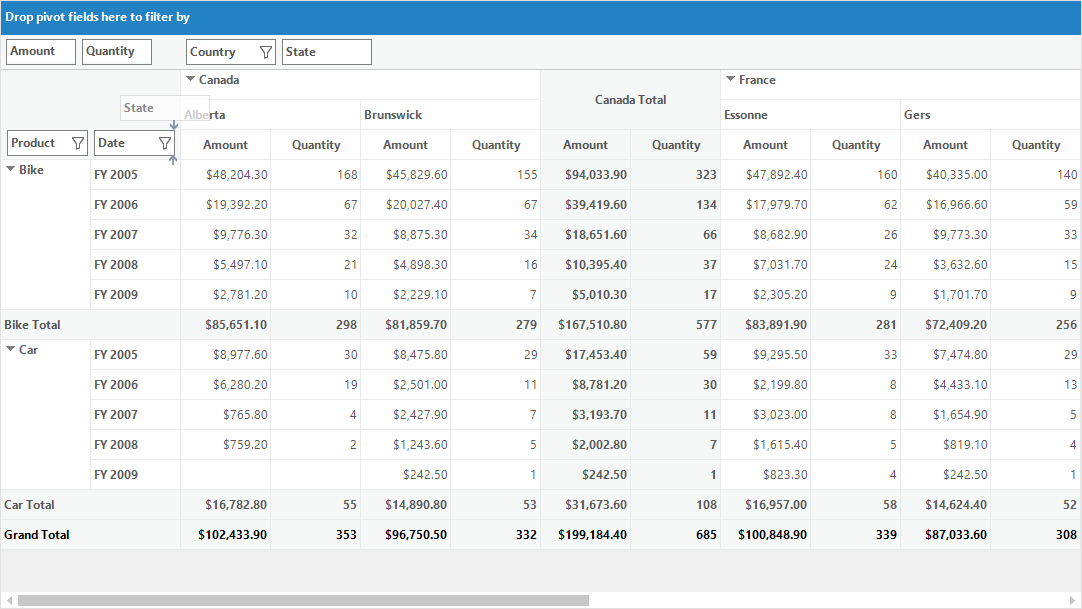 Drop pivot fields here to filter by
Amount Quantity Country State
Canada Canada Total France
State Alberta Brunswick Essonne Gers
Product Date Amount Quantity Amount Quantity Amount Quantity Amount Quantity Amount Quantity
Bike FY 2005 $48,204.30 168 $45,829.60 155 $94,033.90 323 $47,892.40 160 $40,335.00 140
FY 2006 $19,392.20 67 $20,027.40 67 $39,419.60 134 $17,979.70 62 $16,966.60 59
FY 2007 $9,776.30 32 $8,875.30 34 $18,651.60 66 $8,682.90 26 $9,773.30 33
FY 2008 $5,497.10 21 $4,898.30 16 $10,395.40 37 $7,031.70 24 $3,632.60 15
FY 2009 $2,781.20 10 $2,229.10 7 $5,010.30 17 $2,305.20 9 $1,701.70 9
Bike Total $85,651.10 298 $81,859.70 279 $167,510.80 577 $83,891.90 281 $72,409.20 256
Car FY 2005 $8,977.60 30 $8,475.80 29 $17,453.40 59 $9,295.50 33 $7,474.80 29
FY 2006 $6,280.20 19 $2,501.00 11 $8,781.20 30 $2,199.80 8 $4,433.10 13
FY 2007 $765.80 4 $2,427.90 7 $3,193.70 11 $3,023.00 8 $1,654.90 5
FY 2008 $759.20 2 $1,243.60 5 $2,002.80 7 $1,615.40 5 $819.10 4
FY 2009 $242.50 1 $242.50 1 $823.30 4 $242.50 1
Car Total $16,782.80 55 $14,890.80 53 $31,673.60 108 $16,957.00 58 $14,624.40 52
Grand Total $102,433.90 353 $96,750.50 332 $199,184.40 685 $100,848.90 339 $87,033.60 308